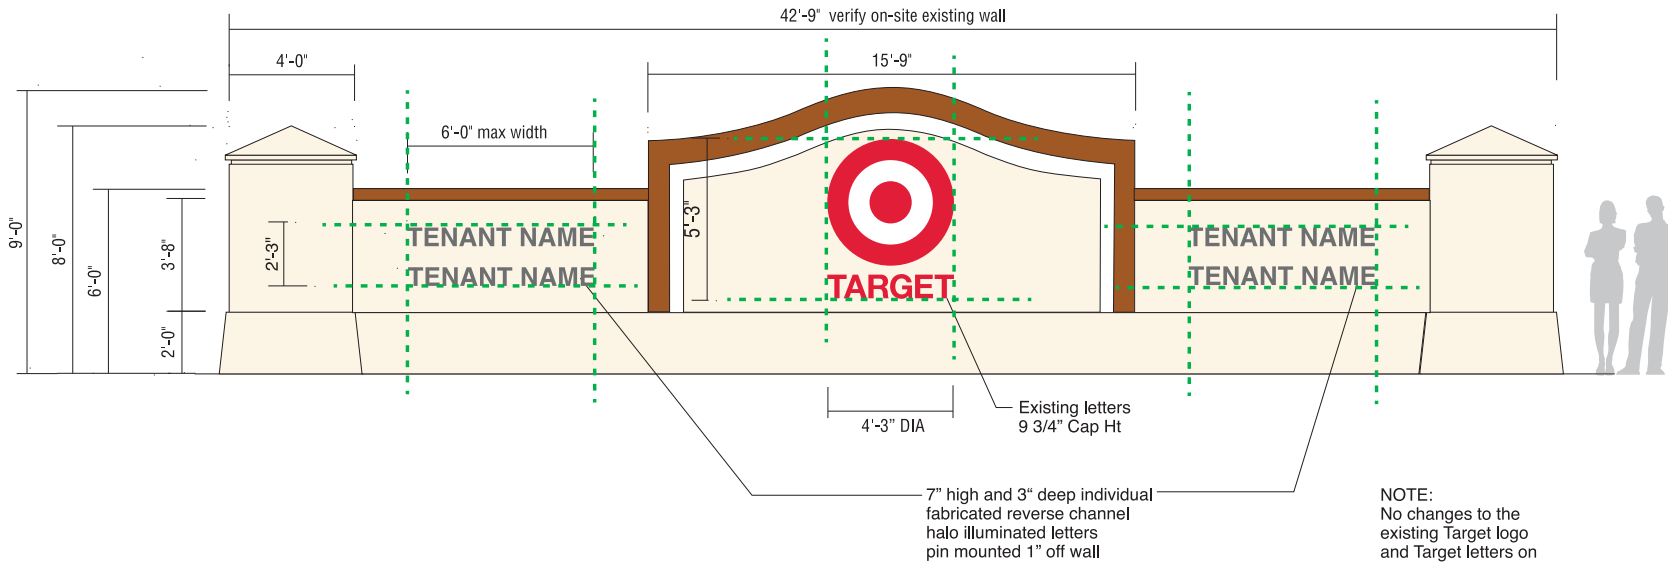 42'-9" verify on-site existing wall
4'-0"
15'-9"
6'-0" max width
9'-0"
8'-0"
6'-0"
3'-8"
2'-0"
2'-3"
5'-3"
TENANT NAME
TENANT NAME
TARGET
TENANT NAME
TENANT NAME
4'-3” DIA
Existing letters
9 3/4” Cap Ht
7” high and 3“ deep individual
fabricated reverse channel
halo illuminated letters
pin mounted 1” off wall
NOTE:
No changes to the
existing Target logo
and Target letters on